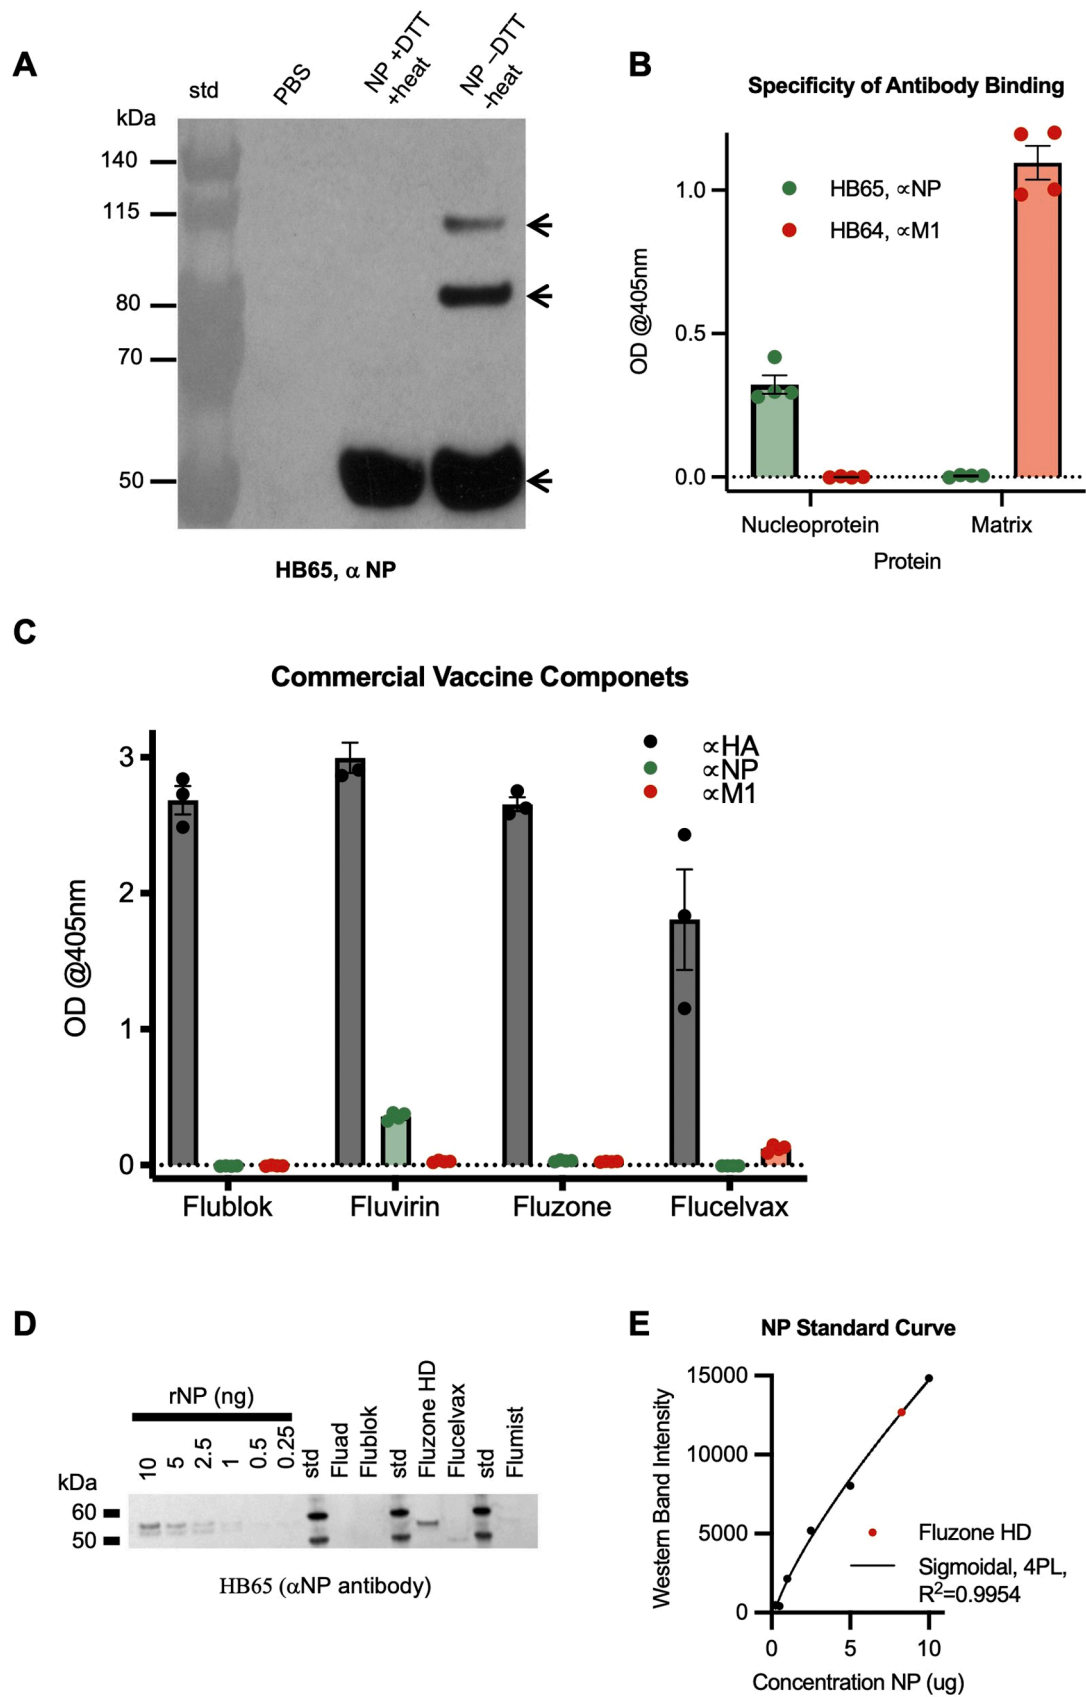 A
std
PBS
NP +DTT
+heat
NP –DTT
-heat
kDa
140
115
80
70
50
HB65, α NP
B
Specificity of Antibody Binding
HB65, ∝NP
HB64, ∝M1
OD @405nm
1.0
0.5
0.0
Nucleoprotein
Matrix
Protein
C
Commercial Vaccine Componets
∝HA
∝NP
∝M1
OD @405nm
3
2
1
0
Flublok
Fluvirin
Fluzone
Flucelvax
D
rNP (ng)
10
5
2.5
1
0.5
0.25
std
Fluad
Flublok
std
Fluzone HD
Flucelvax
std
Flumist
kDa
60
50
HB65 (αNP antibody)
E
NP Standard Curve
Western Band Intensity
15000
10000
5000
0
Fluzone HD
Sigmoidal, 4PL,
R²=0.9954
0
5
10
Concentration NP (ug)